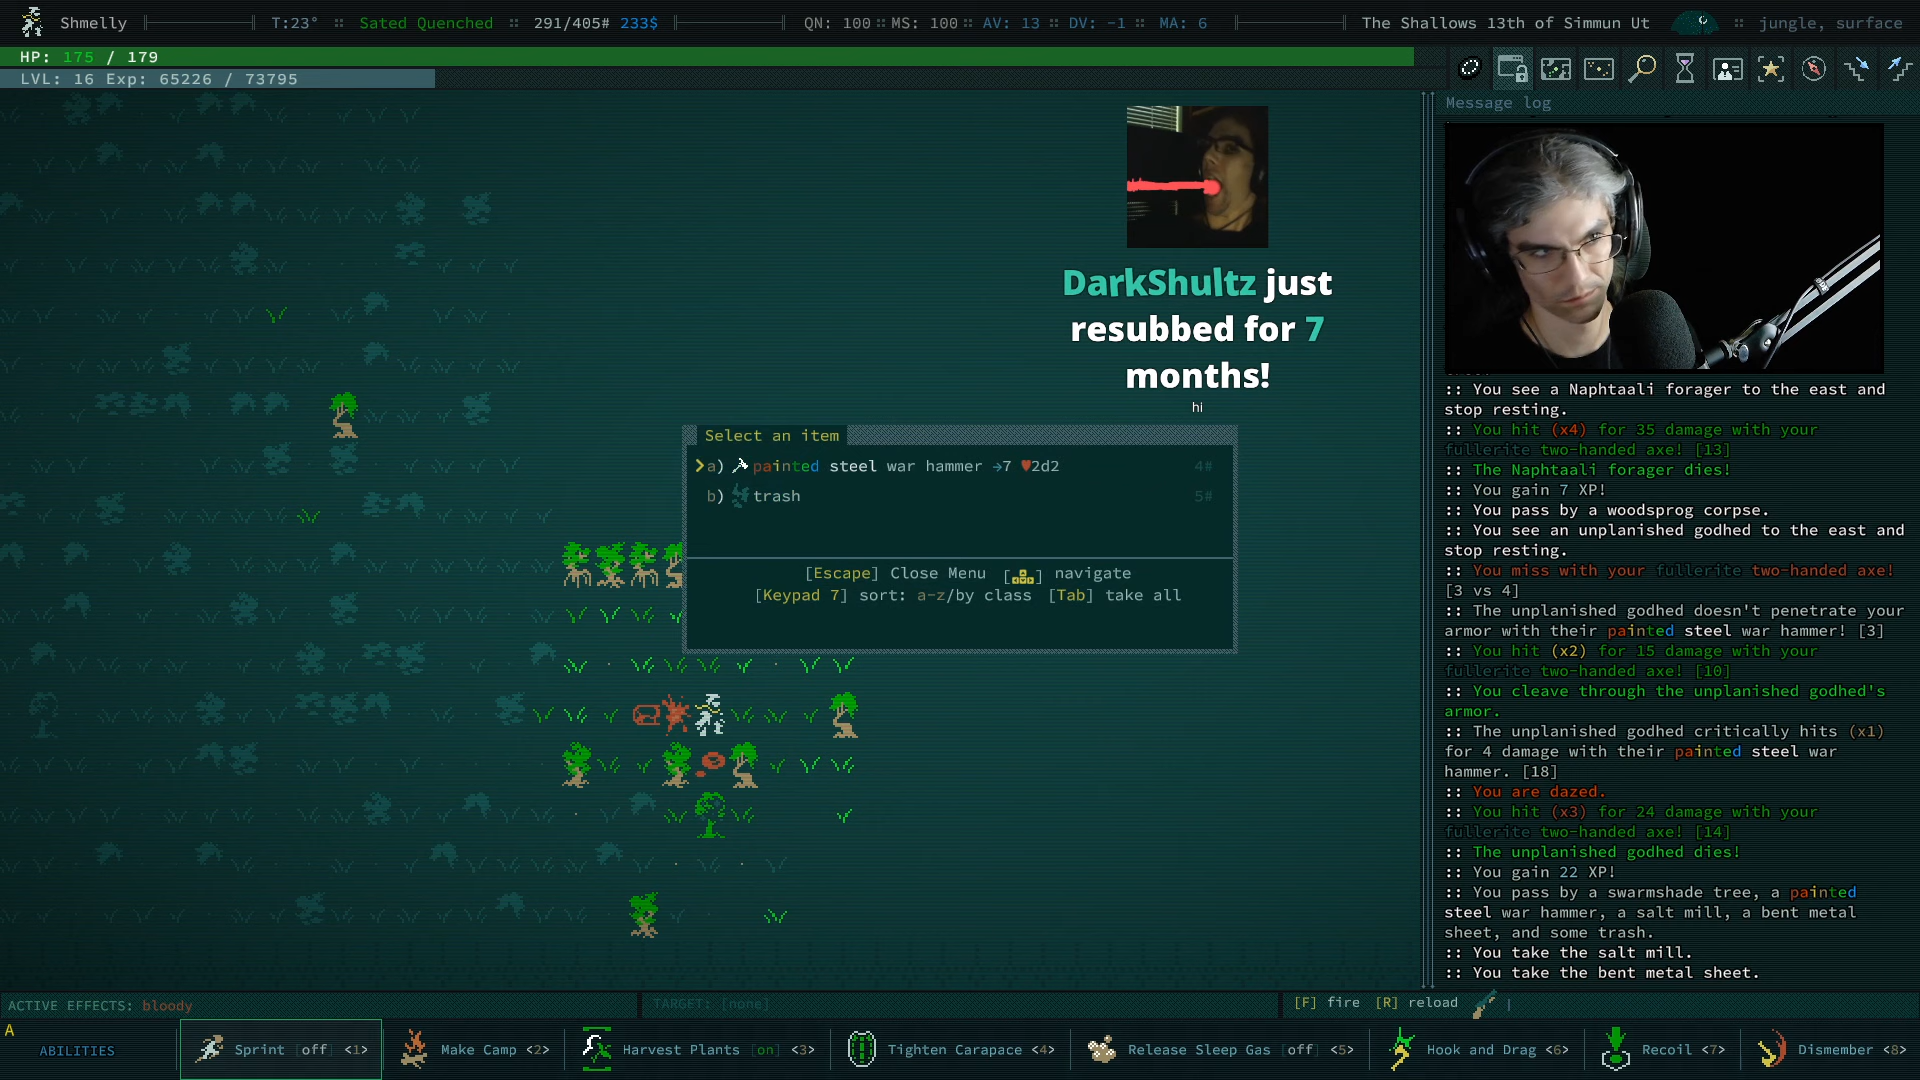 Shmelly T:23° :: Sated Quenched :: 291/405# 233$ QN: 100 :: MS: 100 :: AV: 13 :: DV: -1 :: MA: 6 The Shallows 13th of Simmun Ut :: jungle, surface
HP: 175 / 179
LVL: 16 Exp: 65226 / 73795
Message log
DarkShultz just
resubbed for 7
months!
hi
Select an item
a) painted steel war hammer →7 ♥2d2 4#
b) trash 5#
[Escape] Close Menu [ ] navigate
[Keypad 7] sort: a-z/by class [Tab] take all
:: You see a Naphtaali forager to the east and
stop resting.
:: You hit (x4) for 35 damage with your
fullerite two-handed axe! [13]
:: The Naphtaali forager dies!
:: You gain 7 XP!
:: You pass by a woodsprog corpse.
:: You see an unplanished godhed to the east and
stop resting.
:: You miss with your fullerite two-handed axe!
[3 vs 4]
:: The unplanished godhed doesn't penetrate your
armor with their painted steel war hammer! [3]
:: You hit (x2) for 15 damage with your
fullerite two-handed axe! [10]
:: You cleave through the unplanished godhed's
armor.
:: The unplanished godhed critically hits (x1)
for 4 damage with their painted steel war
hammer. [18]
:: You are dazed.
:: You hit (x3) for 24 damage with your
fullerite two-handed axe! [14]
:: The unplanished godhed dies!
:: You gain 22 XP!
:: You pass by a swarmshade tree, a painted
steel war hammer, a salt mill, a bent metal
sheet, and some trash.
:: You take the salt mill.
:: You take the bent metal sheet.
ACTIVE EFFECTS: bloody
TARGET: [none]
[F] fire [R] reload
A
ABILITIES
Sprint [off] <1>
Make Camp <2>
Harvest Plants [on] <3>
Tighten Carapace <4>
Release Sleep Gas [off] <5>
Hook and Drag <6>
Recoil <7>
Dismember <8>